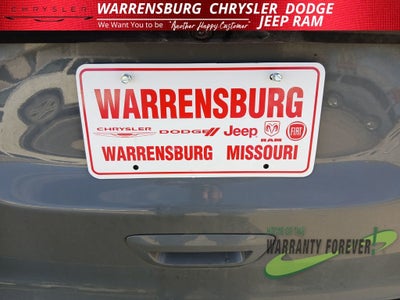 CHRYSLER
WARRENSBURG CHRYSLER DODGE
JEEP RAM
We Want You to be "Another Happy Customer"
WARRENSBURG
CHRYSLER DODGE Jeep RAM FIAT
WARRENSBURG MISSOURI
WARRANTY FOREVER!